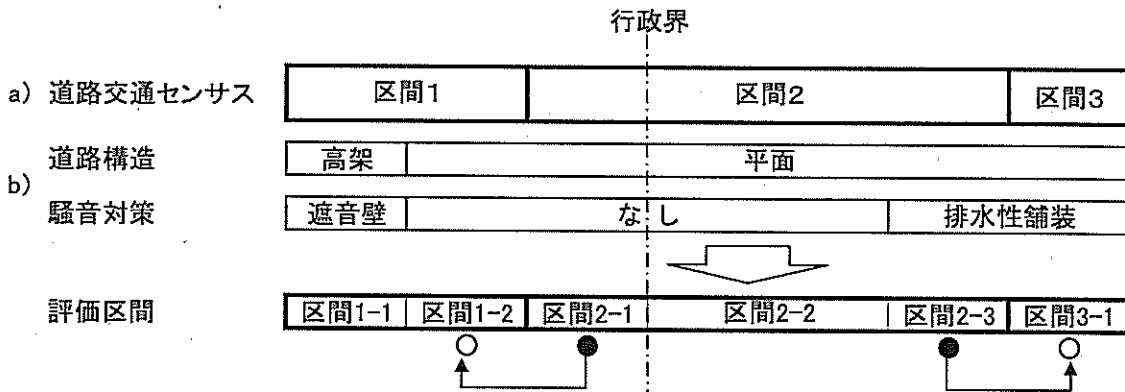 行政界
a) 道路交通センサス 区間1 区間2 区間3
道路構造 高架 平面
b)
騒音対策 遮音壁 なし 排水性舗装
評価区間 区間1-1 区間1-2 区間2-1 区間2-2 区間2-3 区間3-1